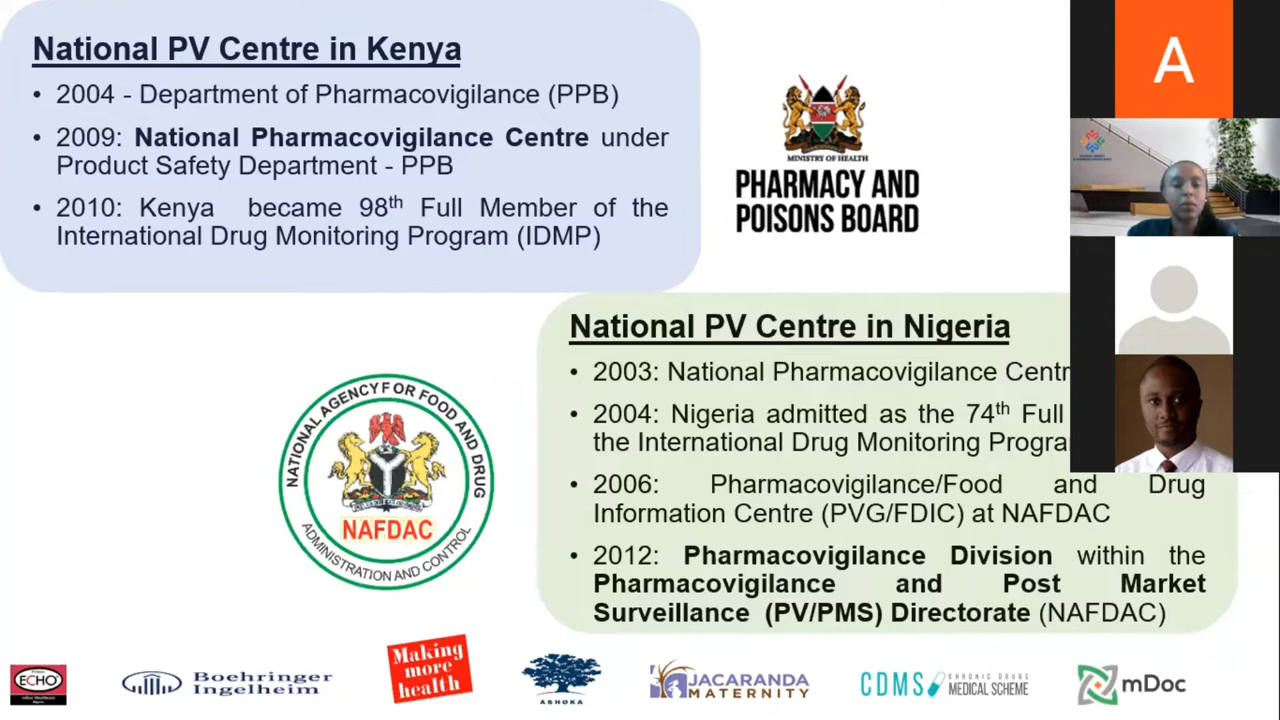 National PV Centre in Kenya
• 2004 - Department of Pharmacovigilance (PPB)
• 2009: National Pharmacovigilance Centre under
Product Safety Department - PPB
• 2010: Kenya became 98th Full Member of the
International Drug Monitoring Program (IDMP)
MINISTRY OF HEALTH
PHARMACY AND
POISONS BOARD
A
National PV Centre in Nigeria
• 2003: National Pharmacovigilance Centr
• 2004: Nigeria admitted as the 74th Full
the International Drug Monitoring Progra
• 2006: Pharmacovigilance/Food and Drug
Information Centre (PVG/FDIC) at NAFDAC
• 2012: Pharmacovigilance Division within the
Pharmacovigilance and Post Market
Surveillance (PV/PMS) Directorate (NAFDAC)
NATIONAL AGENCY FOR FOOD AND DRUG
NAFDAC
ADMINISTRATION AND CONTROL
ECHO
Boehringer
Ingelheim
Making
more
health
ASHOKA
JACARANDA
MATERNITY
CDMS
CHRONIC DRUGS
MEDICAL SCHEME
mDoc